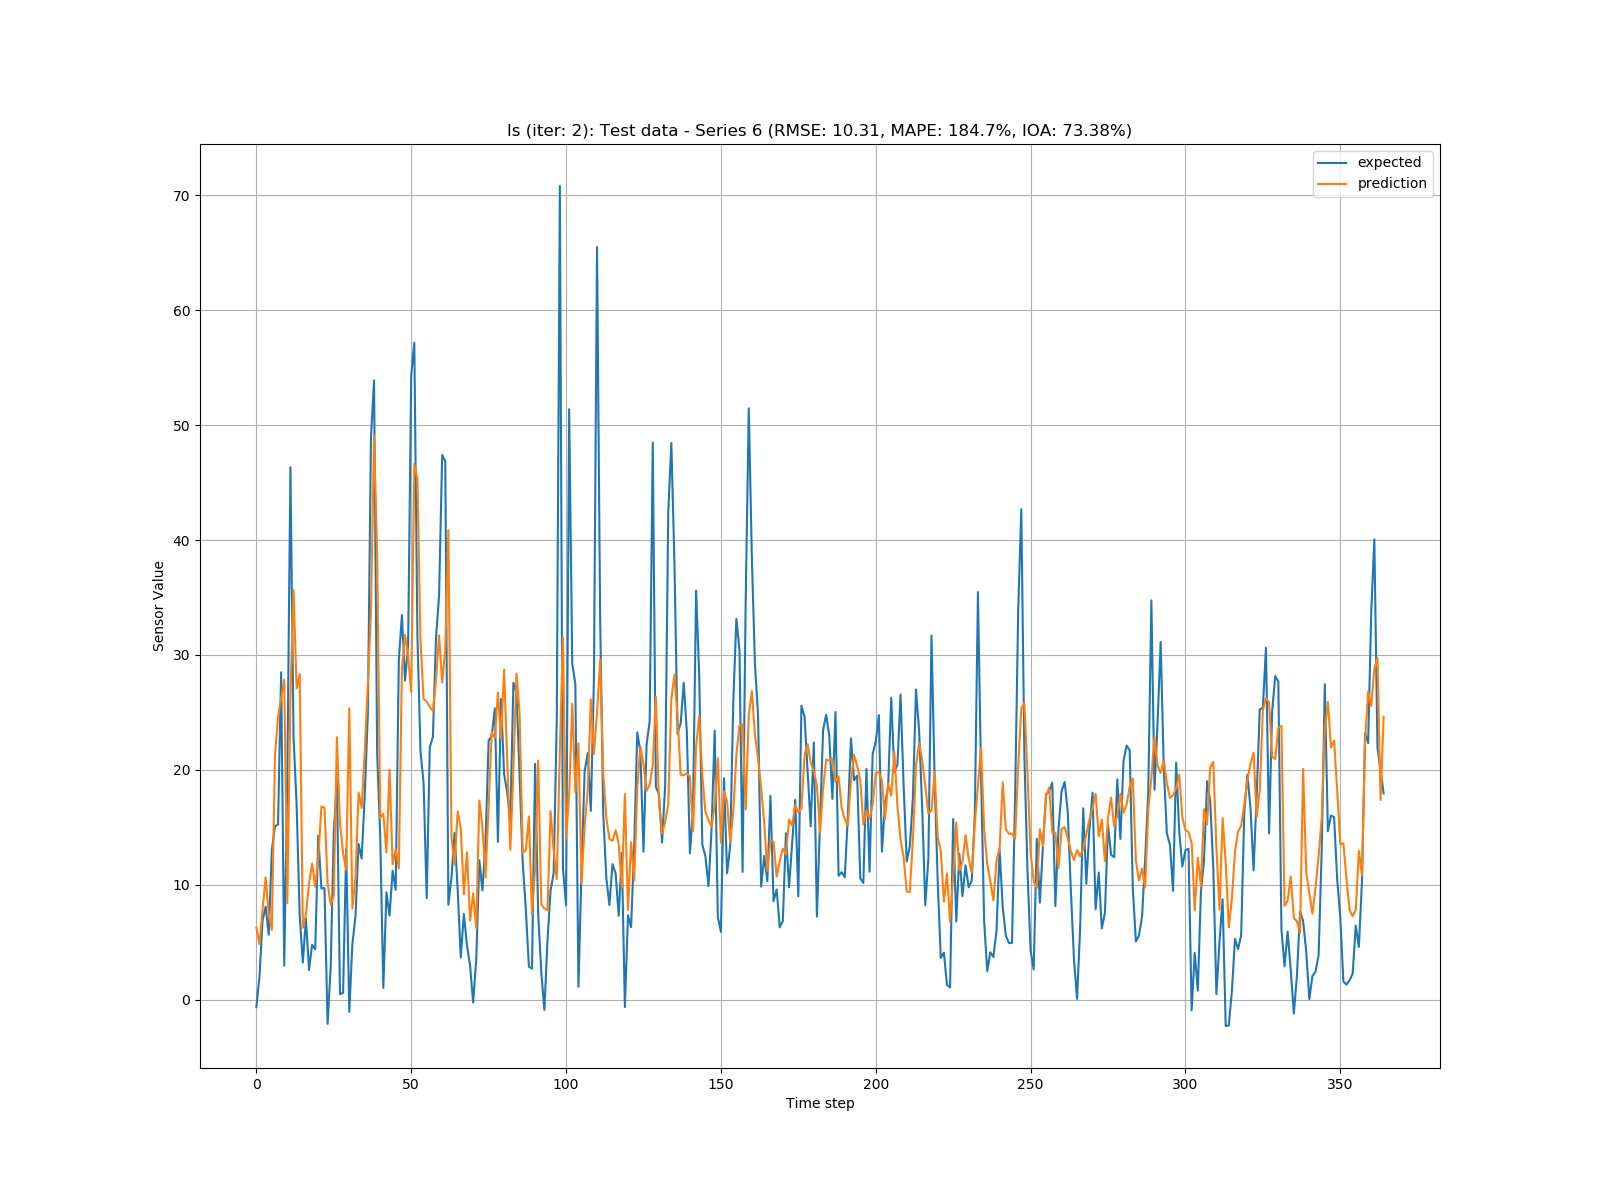 ls (iter: 2): Test data - Series 6 (RMSE: 10.31, MAPE: 184.7%, IOA: 73.38%)
expected
prediction
70
60
50
40
30
20
10
0
Sensor Value
0 50 100 150 200 250 300 350
Time step